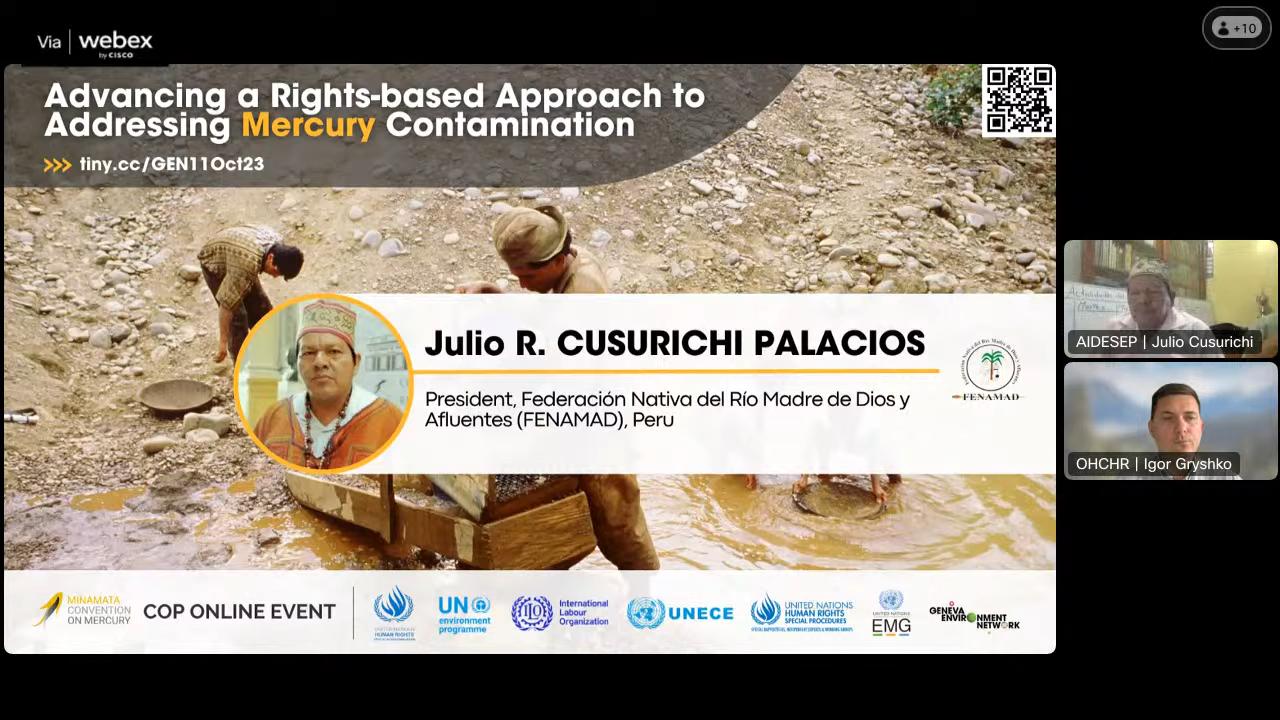 Via | webex
by CISCO
+10
Advancing a Rights-based Approach to
Addressing Mercury Contamination
>>> tiny.cc/GEN11Oct23
Julio R. CUSURICHI PALACIOS
President, Federación Nativa del Río Madre de Dios y
Afluentes (FENAMAD), Peru
FENAMAD
AIDESEP | Julio Cusurichi
OHCHR | Igor Gryshko
MINAMATA
CONVENTION
ON MERCURY
COP ONLINE EVENT
HUMAN RIGHTS
UN
environment
programme
International
Labour
Organization
UNECE
UNITED NATIONS
HUMAN RIGHTS
SPECIAL PROCEDURES
UNITED NATIONS
EMG
GENEVA
ENVIRONMENT
NETWORK